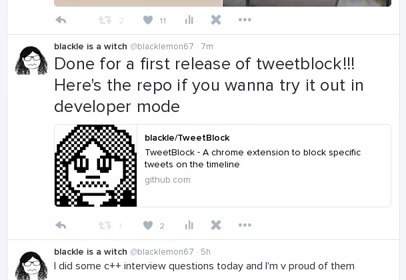 2 11
blackle is a witch @blacklemon67 · 7m
Done for a first release of tweetblock!!!
Here's the repo if you wanna try it out in
developer mode
blackle/TweetBlock
TweetBlock - A chrome extension to block specific
tweets on the timeline
github.com
2
blackle is a witch @blacklemon67 · 5h
I did some c++ interview questions today and I'm v proud of them